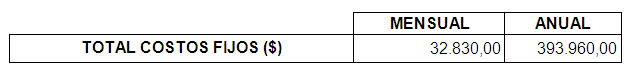 MENSUAL ANUAL
TOTAL COSTOS FIJOS ($) 32.830,00 393.960,00